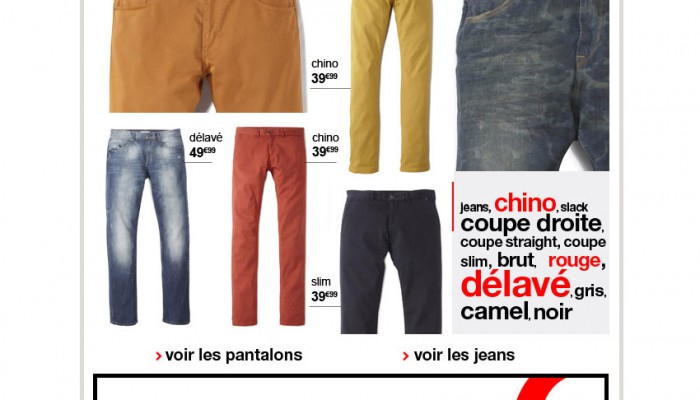 chino
39€99
délavé
49€99
chino
39€99
slim
39€99
jeans, chino, slack
coupe droite,
coupe straight, coupe
slim, brut, rouge,
délavé, gris,
camel, noir
› voir les pantalons
› voir les jeans